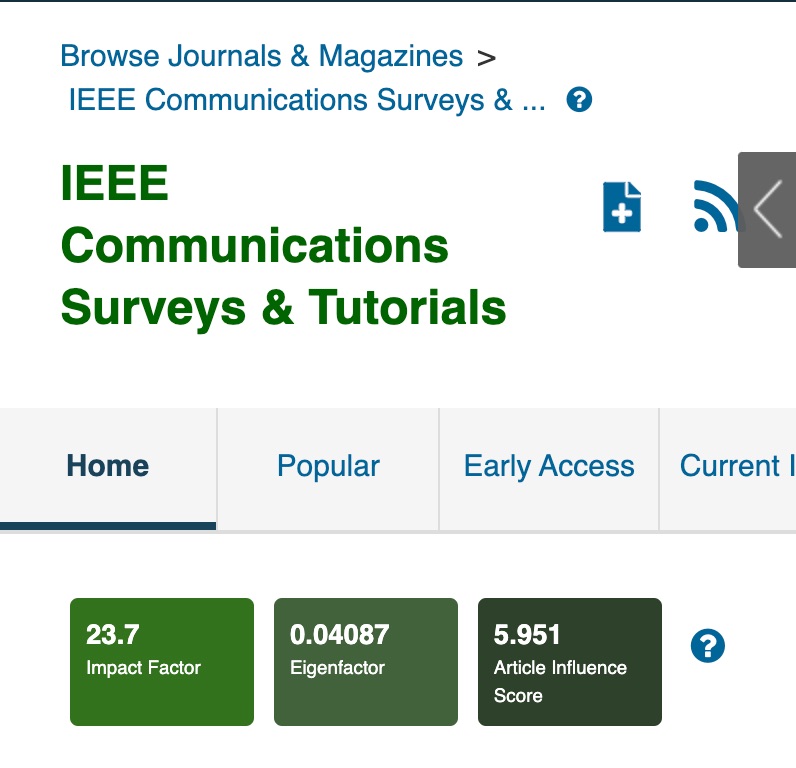 Browse Journals & Magazines >
IEEE Communications Surveys & ... ?
IEEE
Communications
Surveys & Tutorials
Home Popular Early Access Current I
23.7 0.04087 5.951 ?
Impact Factor Eigenfactor Article Influence
Score